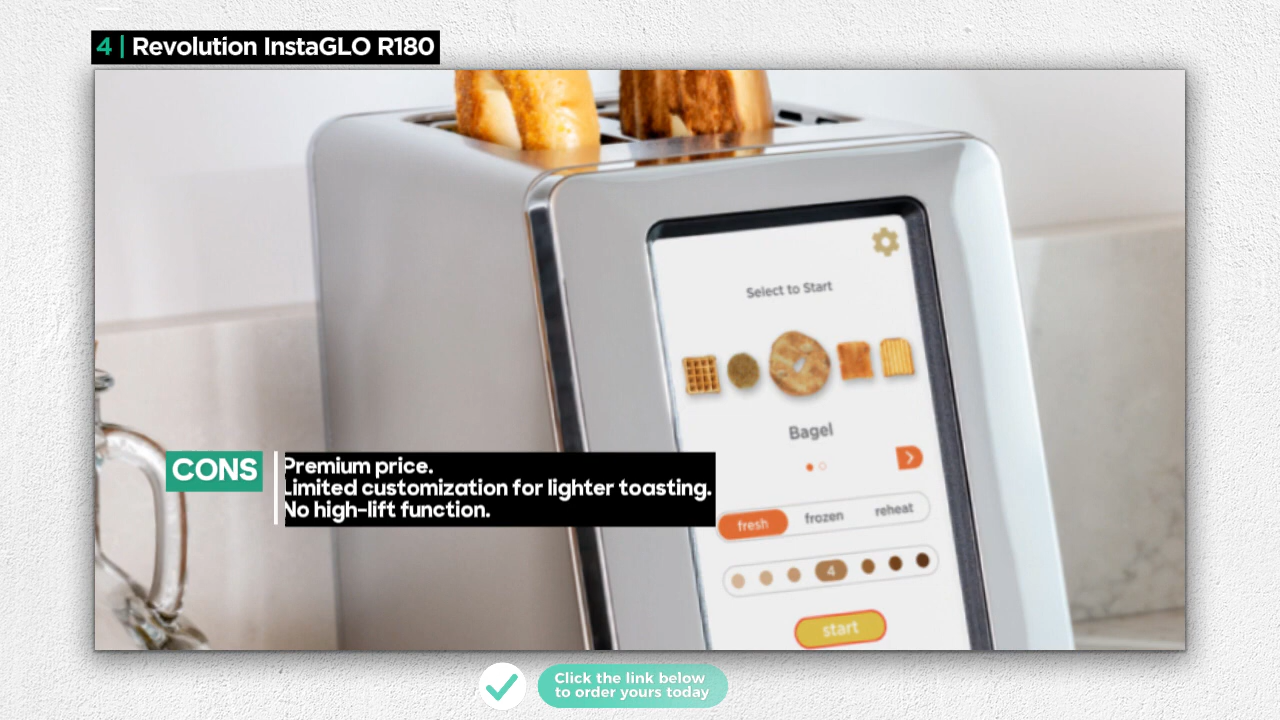 4 | Revolution InstaGLO R180
Select to Start
Bagel
CONS
Premium price.
Limited customization for lighter toasting.
No high-lift function.
fresh frozen reheat
4
start
Click the link below
to order yours today